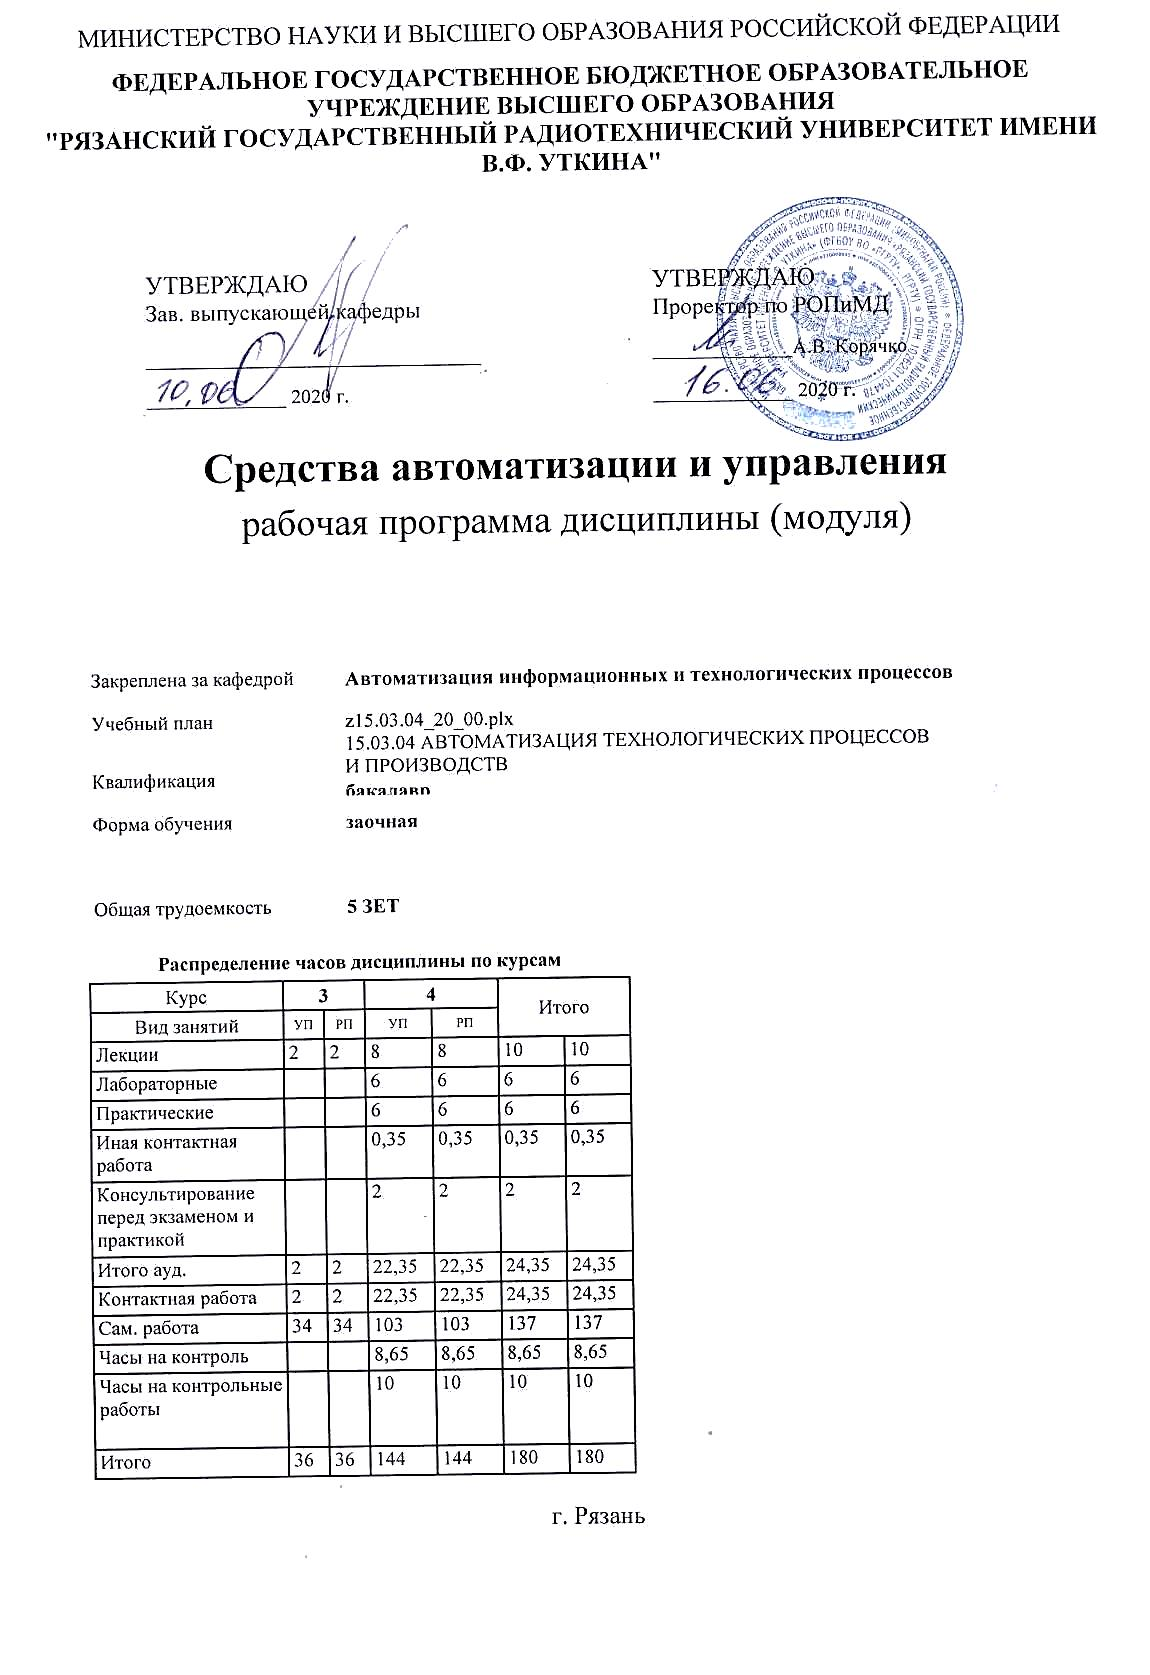 МИНИСТЕРСТВО НАУКИ И ВЫСШЕГО ОБРАЗОВАНИЯ РОССИЙСКОЙ ФЕДЕРАЦИИ
ФЕДЕРАЛЬНОЕ ГОСУДАРСТВЕННОЕ БЮДЖЕТНОЕ ОБРАЗОВАТЕЛЬНОЕ
УЧРЕЖДЕНИЕ ВЫСШЕГО ОБРАЗОВАНИЯ
"РЯЗАНСКИЙ ГОСУДАРСТВЕННЫЙ РАДИОТЕХНИЧЕСКИЙ УНИВЕРСИТЕТ ИМЕНИ
В.Ф. УТКИНА"
УТВЕРЖДАЮ
Зав. выпускающей кафедры
10.06 2020 г.
УТВЕРЖДАЮ
Проректор по РОПиМД
А.В. Корячко
16.06 2020 г.
Средства автоматизации и управления
рабочая программа дисциплины (модуля)
Закреплена за кафедрой Автоматизация информационных и технологических процессов
Учебный план z15.03.04_20_00.plx
15.03.04 АВТОМАТИЗАЦИЯ ТЕХНОЛОГИЧЕСКИХ ПРОЦЕССОВ
И ПРОИЗВОДСТВ
Квалификация бакалавр
Форма обучения заочная
Общая трудоемкость 5 ЗЕТ
Распределение часов дисциплины по курсам
Курс 3 4 Итого
Вид занятий УП РП УП РП
Лекции 2 2 8 8 10 10
Лабораторные 6 6 6 6
Практические 6 6 6 6
Иная контактная 0,35 0,35 0,35 0,35
работа
Консультирование 2 2 2 2
перед экзаменом и
практикой
Итого ауд. 2 2 22,35 22,35 24,35 24,35
Контактная работа 2 2 22,35 22,35 24,35 24,35
Сам. работа 34 34 103 103 137 137
Часы на контроль 8,65 8,65 8,65 8,65
Часы на контрольные 10 10 10 10
работы
Итого 36 36 144 144 180 180
г. Рязань